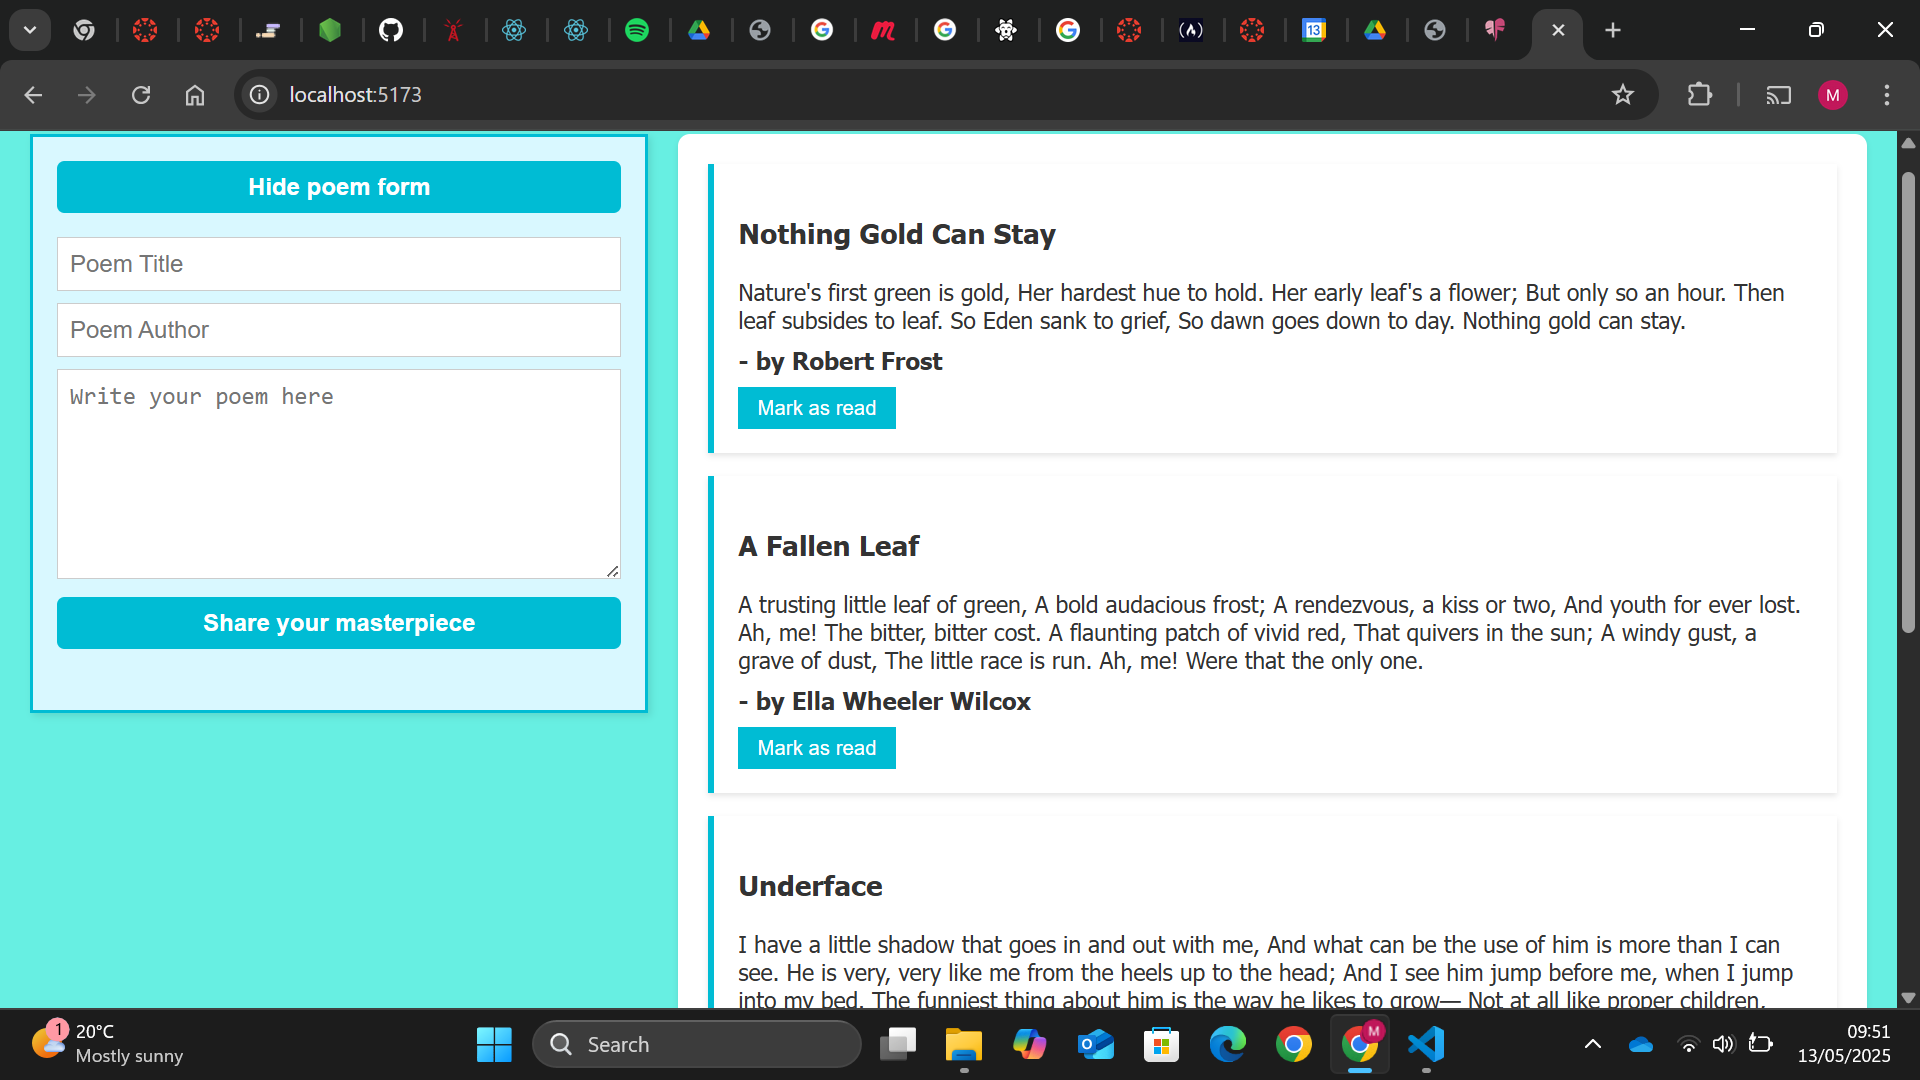 localhost:5173
M
Hide poem form
Poem Title
Poem Author
Write your poem here
Share your masterpiece
Nothing Gold Can Stay
Nature's first green is gold, Her hardest hue to hold. Her early leaf's a flower; But only so an hour. Then
leaf subsides to leaf. So Eden sank to grief, So dawn goes down to day. Nothing gold can stay.
- by Robert Frost
Mark as read
A Fallen Leaf
A trusting little leaf of green, A bold audacious frost; A rendezvous, a kiss or two, And youth for ever lost.
Ah, me! The bitter, bitter cost. A flaunting patch of vivid red, That quivers in the sun; A windy gust, a
grave of dust, The little race is run. Ah, me! Were that the only one.
- by Ella Wheeler Wilcox
Mark as read
Underface
I have a little shadow that goes in and out with me, And what can be the use of him is more than I can
see. He is very, very like me from the heels up to the head; And I see him jump before me, when I jump
into my bed. The funniest thing about him is the way he likes to grow— Not at all like proper children,
1
20°C
Mostly sunny
Search
M
09:51
13/05/2025
13